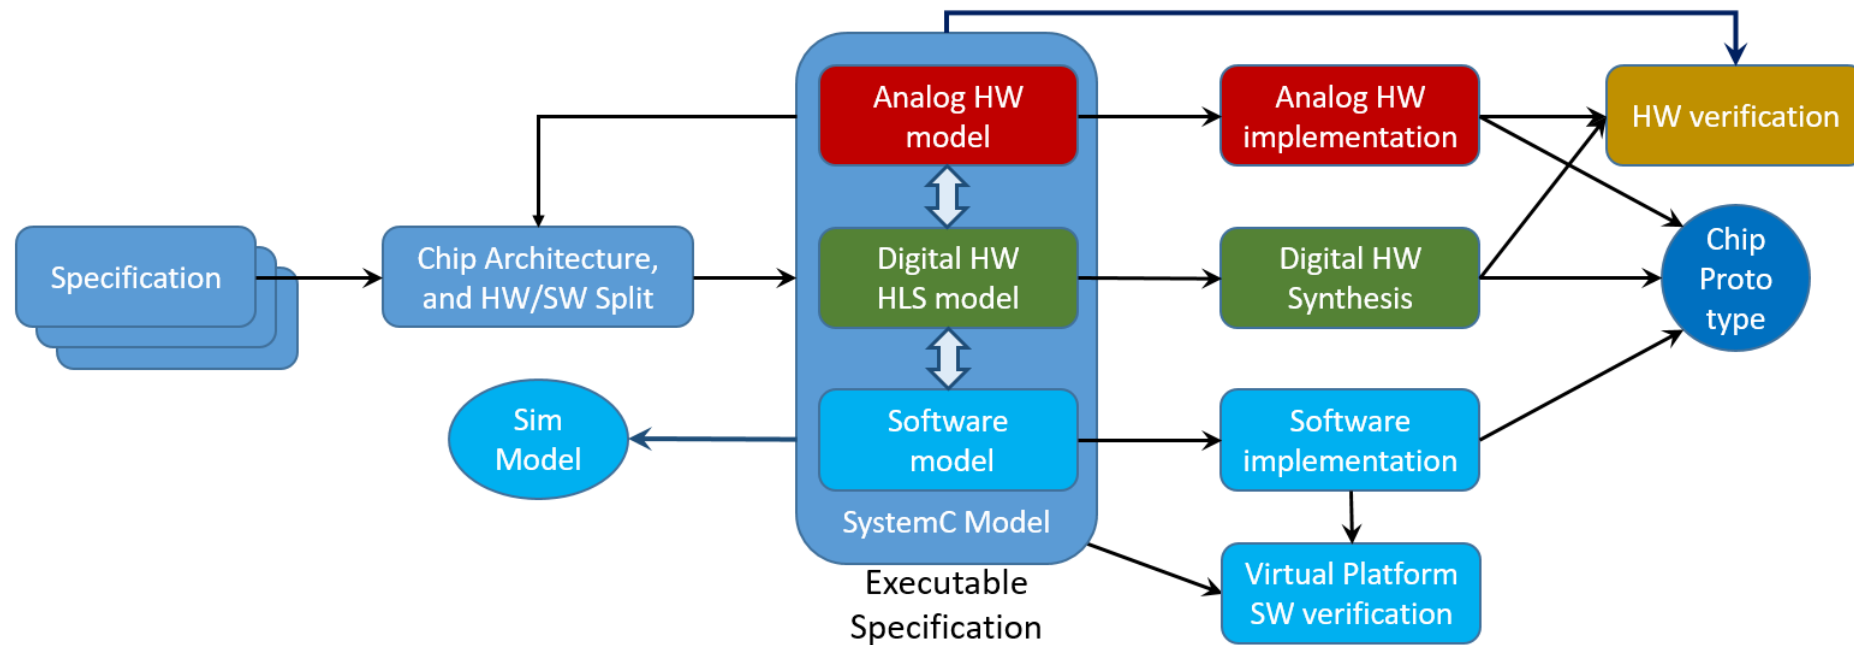 Specification
Chip Architecture,
and HW/SW Split
Sim
Model
Analog HW
model
Digital HW
HLS model
Software
model
SystemC Model
Executable
Specification
Analog HW
implementation
Digital HW
Synthesis
Software
implementation
Virtual Platform
SW verification
HW verification
Chip
Proto
type